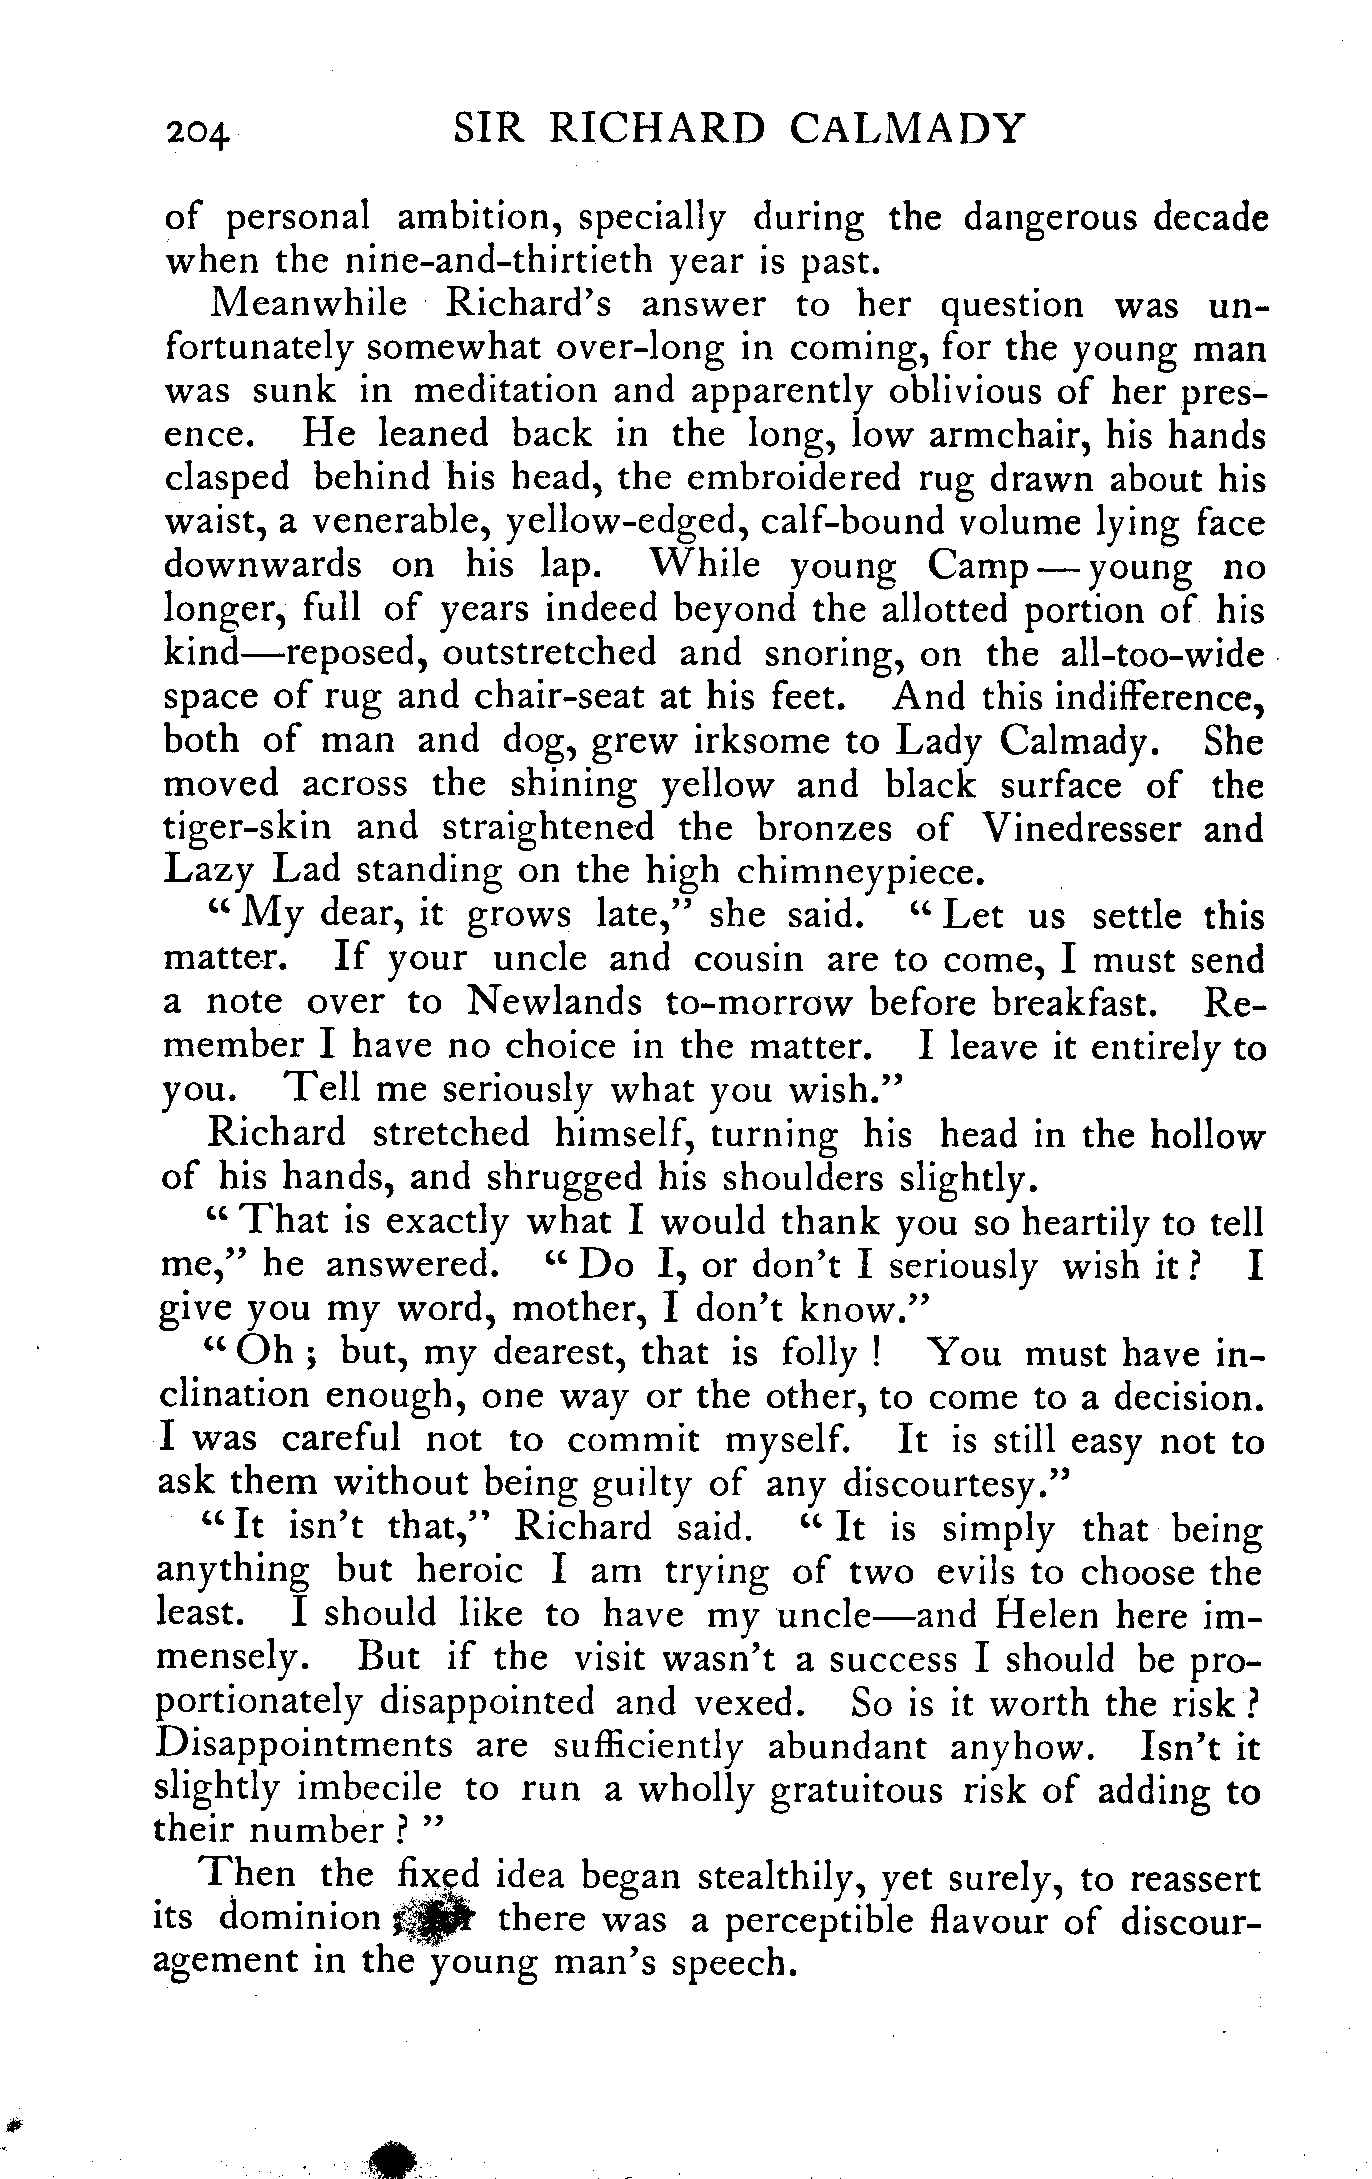 204 SIR RICHARD CALMADY
of personal ambition, specially during the dangerous decade
when the nine-and-thirtieth year is past.
Meanwhile Richard's answer to her question was un-
fortunately somewhat over-long in coming, for the young man
was sunk in meditation and apparently oblivious of her pres-
ence. He leaned back in the long, low armchair, his hands
clasped behind his head, the embroidered rug drawn about his
waist, a venerable, yellow-edged, calf-bound volume lying face
downwards on his lap. While young Camp — young no
longer, full of years indeed beyond the allotted portion of his
kind—reposed, outstretched and snoring, on the all-too-wide
space of rug and chair-seat at his feet. And this indifference,
both of man and dog, grew irksome to Lady Calmady. She
moved across the shining yellow and black surface of the
tiger-skin and straightened the bronzes of Vinedresser and
Lazy Lad standing on the high chimneypiece.
“ My dear, it grows late,” she said. “ Let us settle this
matter. If your uncle and cousin are to come, I must send
a note over to Newlands to-morrow before breakfast. Re-
member I have no choice in the matter. I leave it entirely to
you. Tell me seriously what you wish.”
Richard stretched himself, turning his head in the hollow
of his hands, and shrugged his shoulders slightly.
“ That is exactly what I would thank you so heartily to tell
me,” he answered. “ Do I, or don't I seriously wish it ? I
give you my word, mother, I don't know.”
“ Oh ; but, my dearest, that is folly ! You must have in-
clination enough, one way or the other, to come to a decision.
I was careful not to commit myself. It is still easy not to
ask them without being guilty of any discourtesy.”
“ It isn't that,” Richard said. “ It is simply that being
anything but heroic I am trying of two evils to choose the
least. I should like to have my uncle—and Helen here im-
mensely. But if the visit wasn't a success I should be pro-
portionately disappointed and vexed. So is it worth the risk ?
Disappointments are sufficiently abundant anyhow. Isn't it
slightly imbecile to run a wholly gratuitous risk of adding to
their number ? ”
Then the fixed idea began stealthily, yet surely, to reassert
its dominion there was a perceptible flavour of discour-
agement in the young man's speech.